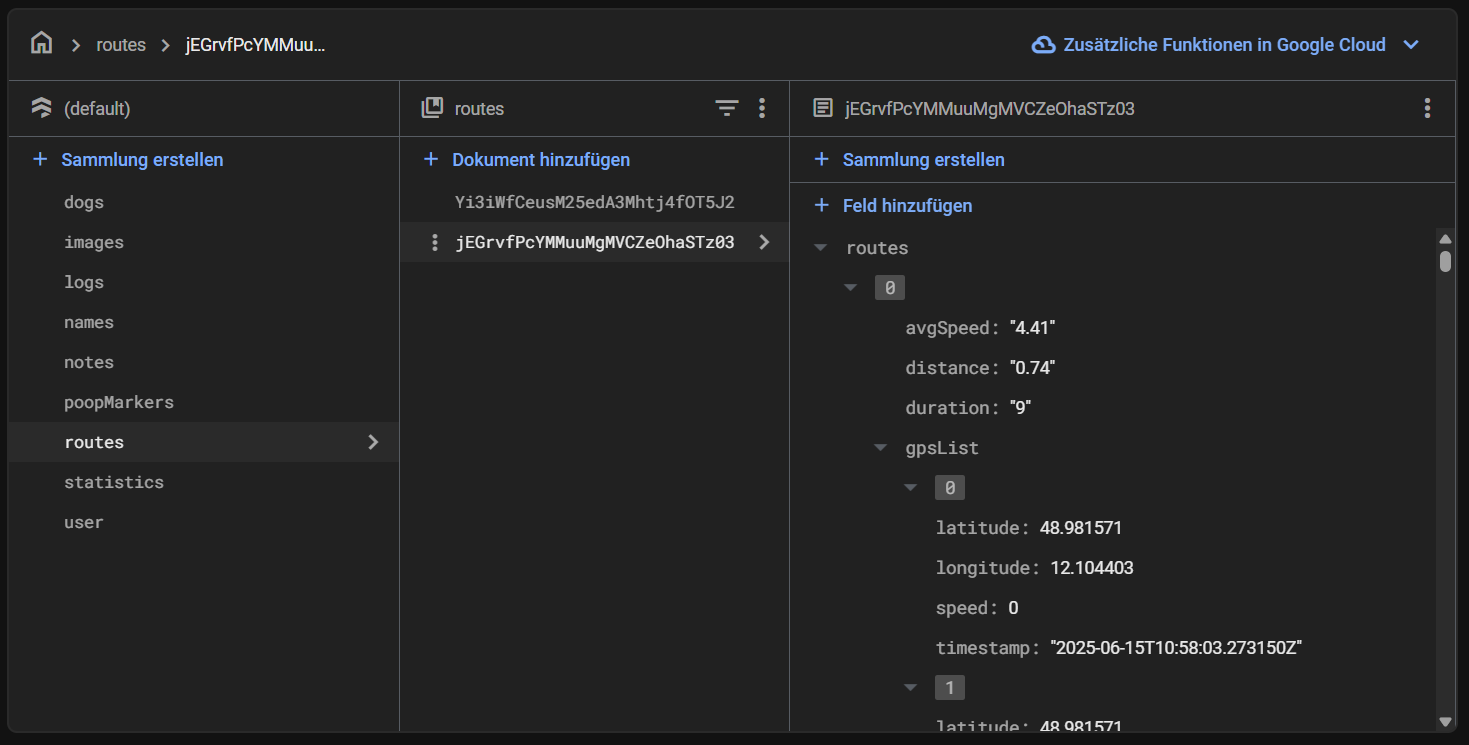 routes
jEGrvfPcYMMuu...
Zusätzliche Funktionen in Google Cloud
(default)
Sammlung erstellen
dogs
images
logs
names
notes
poopMarkers
routes
statistics
user
routes
Dokument hinzufügen
Yi3iWfCeusM25edA3Mhtj4fOT5J2
jEGrvfPcYMMuuMgMVCZeOhaSTz03
jEGrvfPcYMMuuMgMVCZeOhaSTz03
Sammlung erstellen
Feld hinzufügen
routes
0
avgSpeed: "4.41"
distance: "0.74"
duration: "9"
gpsList
0
latitude: 48.981571
longitude: 12.104403
speed: 0
timestamp: "2025-06-15T10:58:03.273150Z"
1
latitude: 48.981571